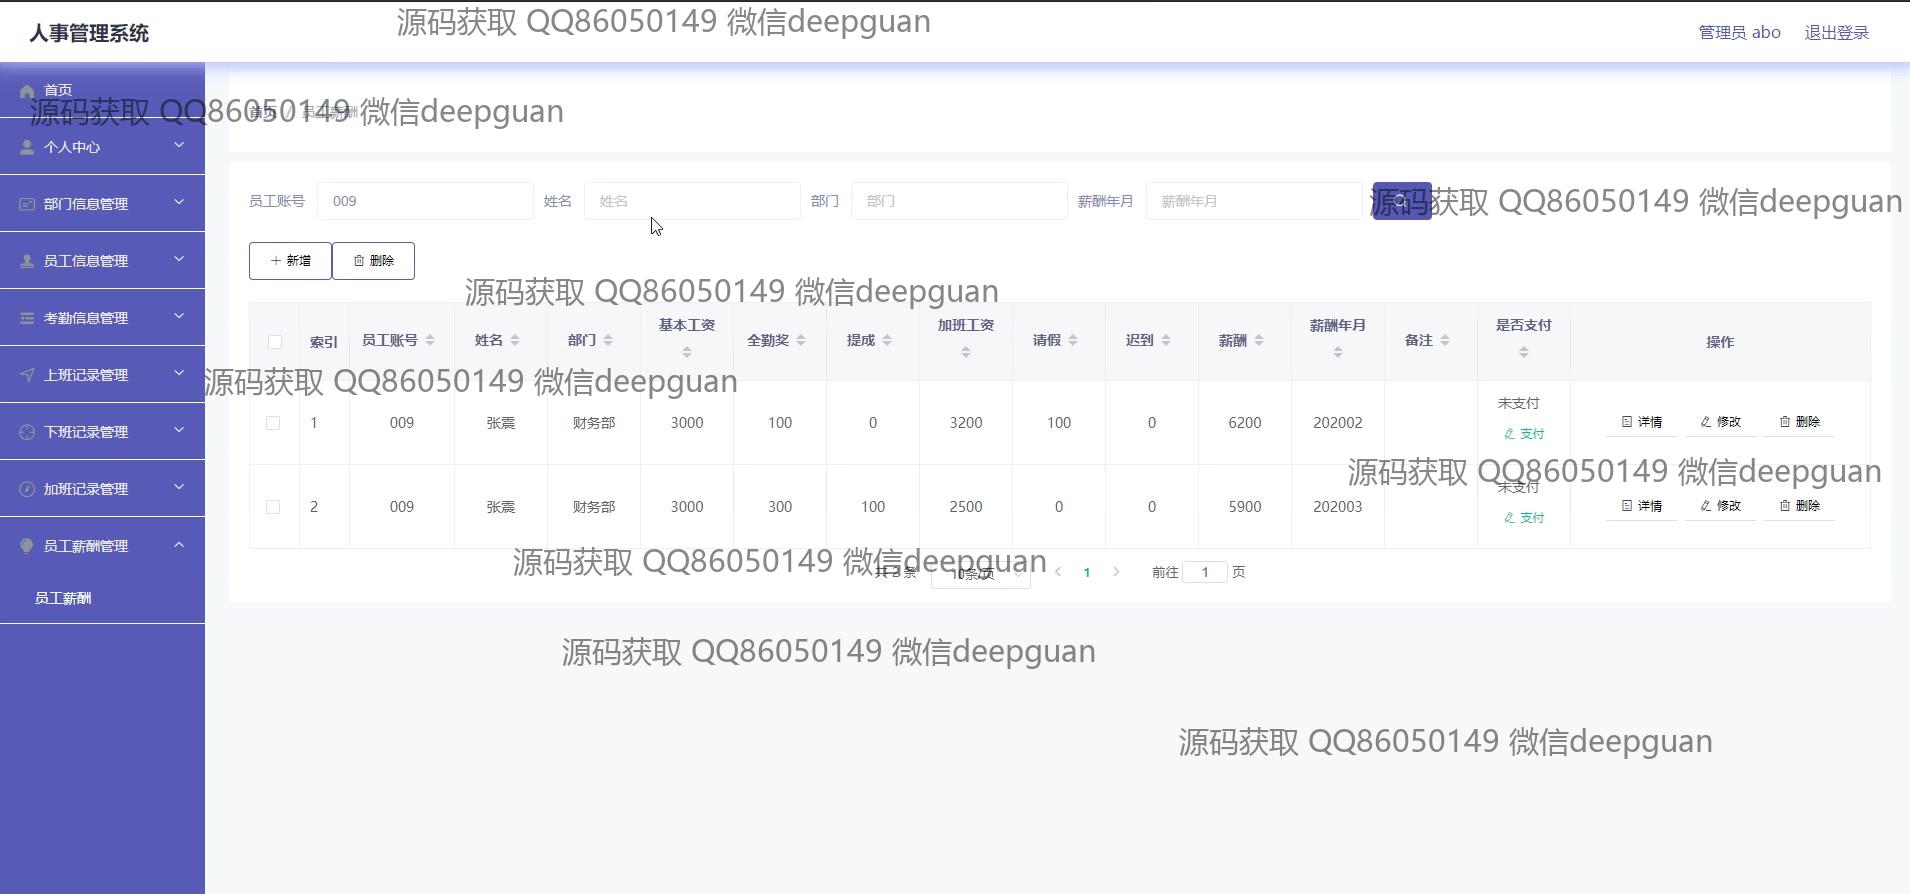 源码获取 QQ86050149 微信deepguan
人事管理系统
管理员 abo 退出登录
首页
源码获取 QQ86050149 微信deepguan
首页 / 员工薪酬
个人中心
部门信息管理
员工信息管理
考勤信息管理
上班记录管理
下班记录管理
加班记录管理
员工薪酬管理
员工薪酬
员工账号 009 姓名 姓名 部门 部门 薪酬年月 薪酬年月
源码获取 QQ86050149 微信deepguan
新增 删除
源码获取 QQ86050149 微信deepguan
索引 员工账号 姓名 部门 基本工资 全勤奖 提成 加班工资 请假 迟到 薪酬 薪酬年月 备注 是否支付 操作
源码获取 QQ86050149 微信deepguan
1 009 张震 财务部 3000 100 0 3200 100 0 6200 202002 未支付 支付 详情 修改 删除
源码获取 QQ86050149 微信deepguan
2 009 张震 财务部 3000 300 100 2500 0 0 5900 202003 未支付 支付 详情 修改 删除
源码获取 QQ86050149 微信deepguan
共 2 条 10条/页 1 前往 1 页
源码获取 QQ86050149 微信deepguan
源码获取 QQ86050149 微信deepguan